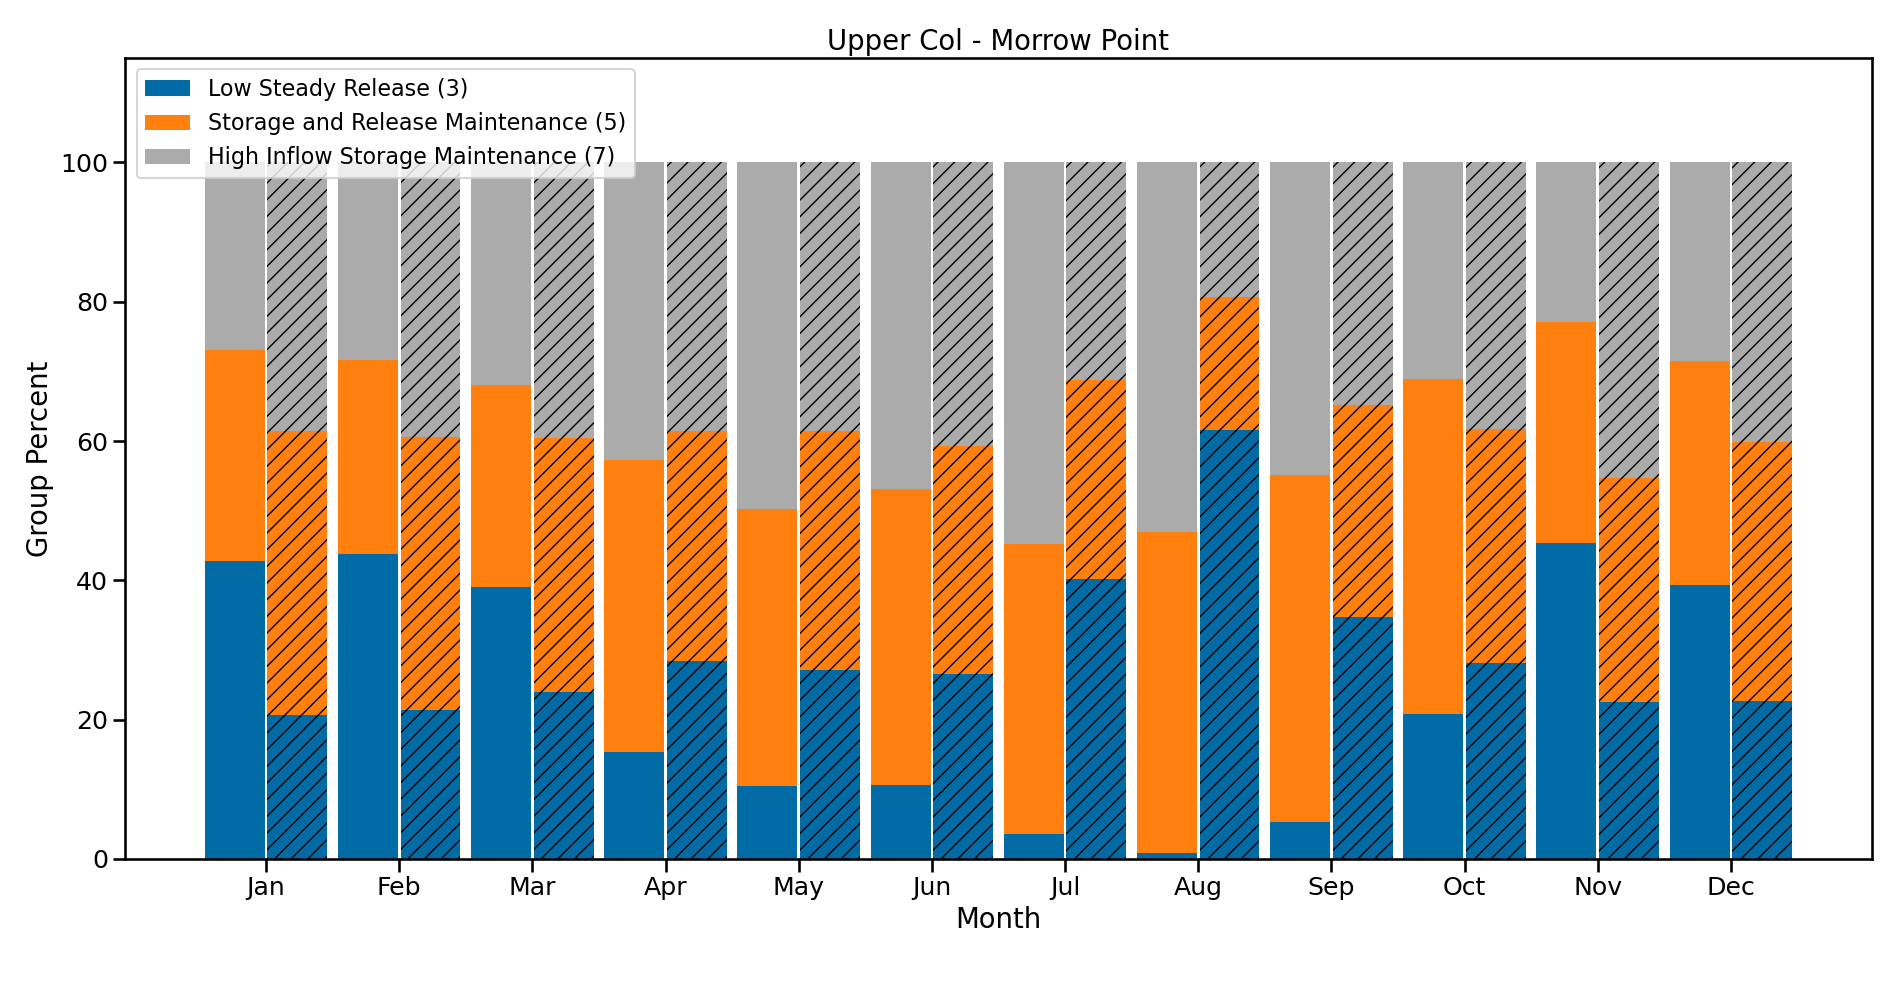 Upper Col - Morrow Point
Low Steady Release (3)
Storage and Release Maintenance (5)
High Inflow Storage Maintenance (7)
100
80
60
40
20
0
Group Percent
Jan Feb Mar Apr May Jun Jul Aug Sep Oct Nov Dec
Month